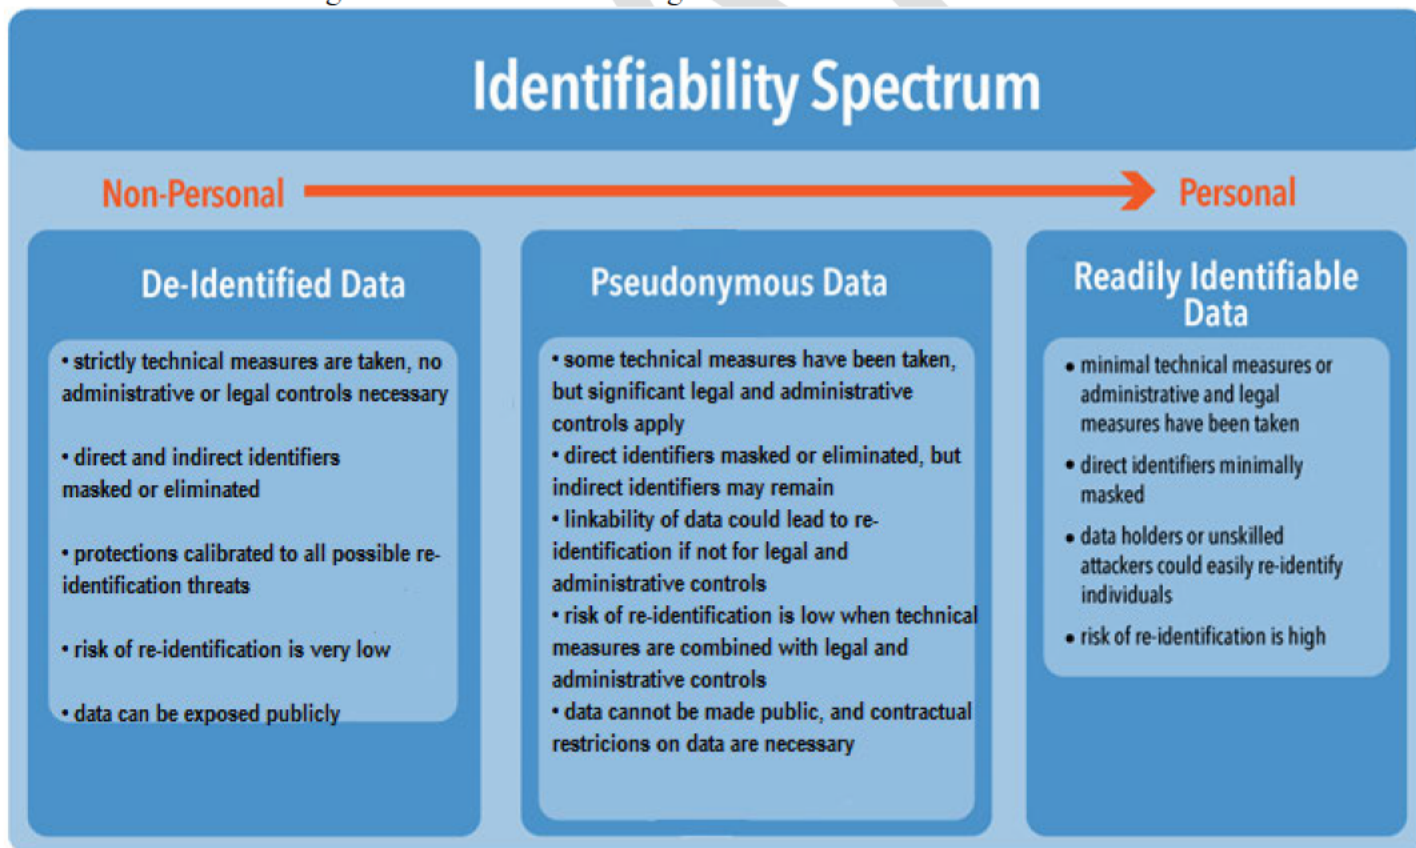 Identifiability Spectrum
Non-Personal
Personal
De-Identified Data
• strictly technical measures are taken, no
administrative or legal controls necessary
• direct and indirect identifiers
masked or eliminated
• protections calibrated to all possible re-
identification threats
• risk of re-identification is very low
• data can be exposed publicly
Pseudonymous Data
• some technical measures have been taken,
but significant legal and administrative
controls apply
• direct identifiers masked or eliminated, but
indirect identifiers may remain
• linkability of data could lead to re-
identification if not for legal and
administrative controls
• risk of re-identification is low when technical
measures are combined with legal and
administrative controls
• data cannot be made public, and contractual
restricions on data are necessary
Readily Identifiable
Data
• minimal technical measures or
administrative and legal
measures have been taken
• direct identifiers minimally
masked
• data holders or unskilled
attackers could easily re-identify
individuals
• risk of re-identification is high